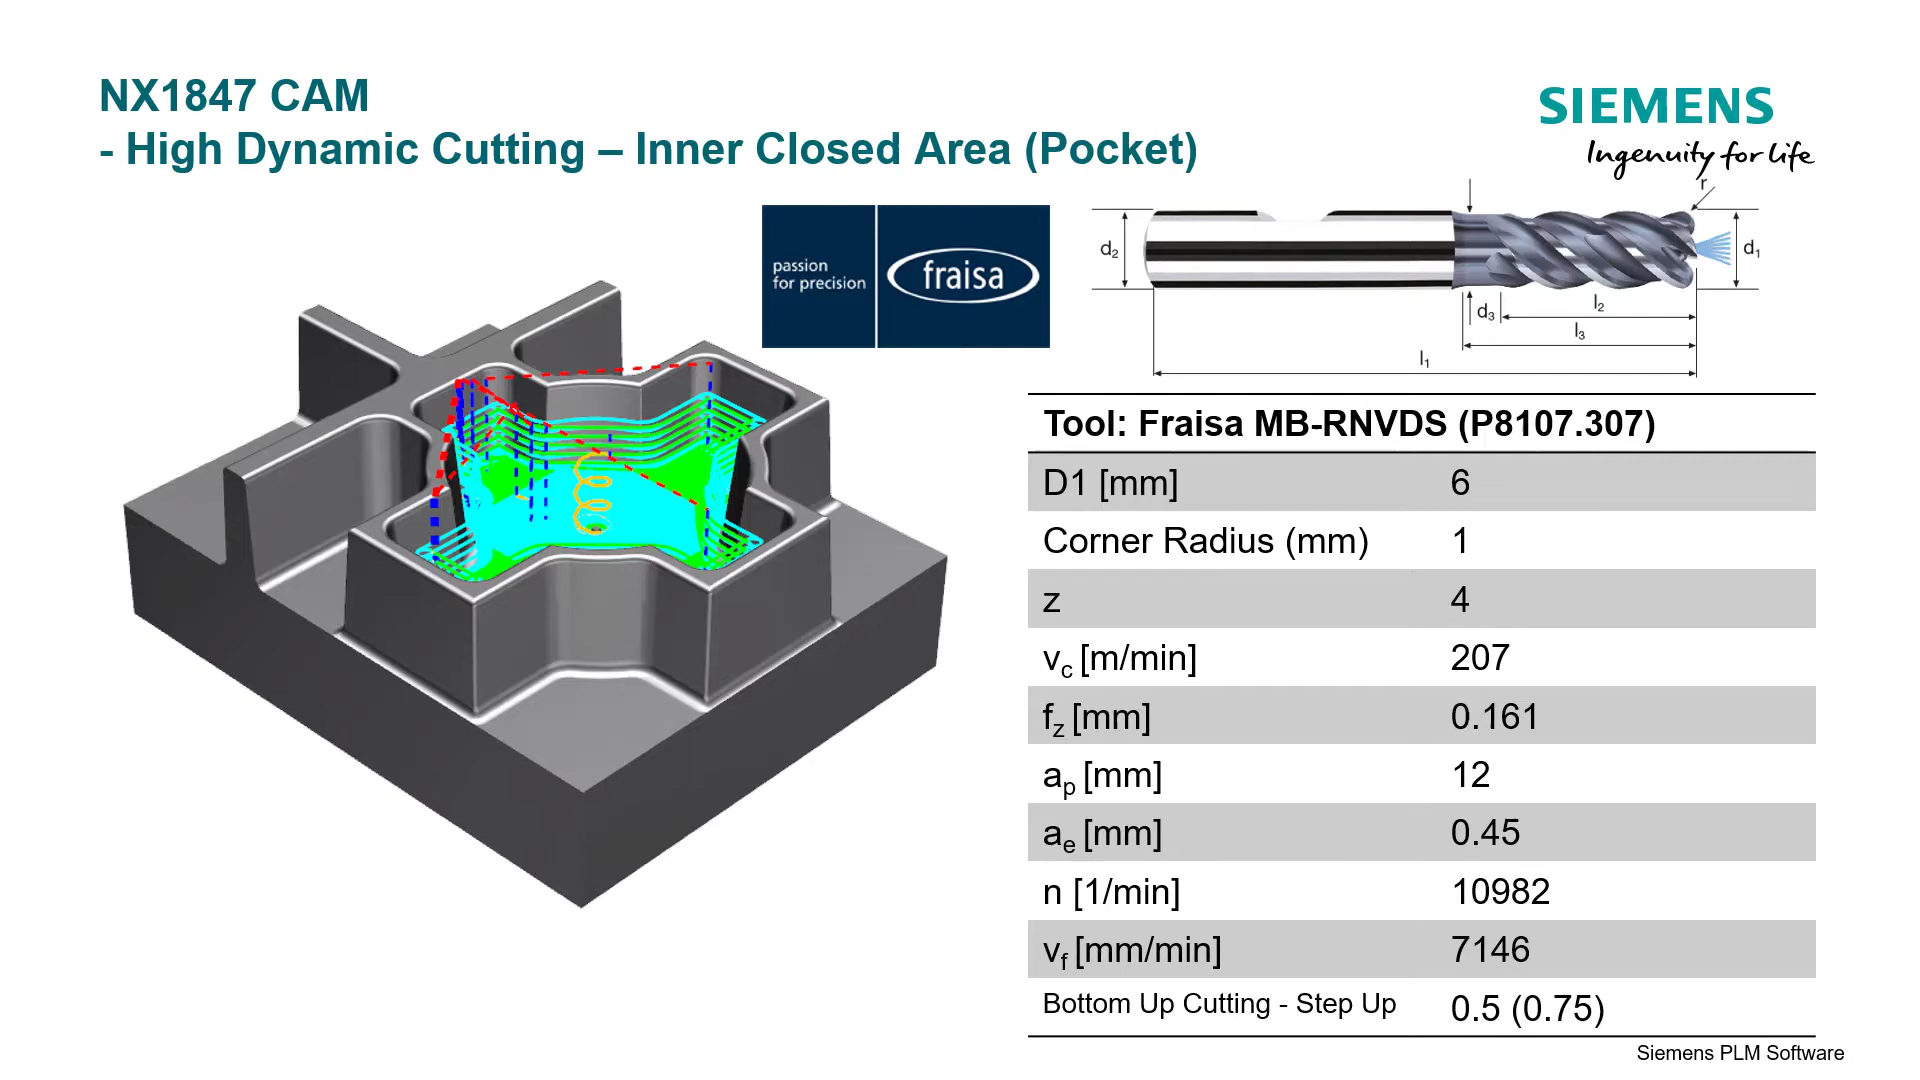 NX1847 CAM
- High Dynamic Cutting – Inner Closed Area (Pocket)
SIEMENS
Ingenuity for life
passion
for precision
fraisa
r
d2
d1
d3
l2
l3
l1
Tool: Fraisa MB-RNVDS (P8107.307)
D1 [mm] 6
Corner Radius (mm) 1
z 4
vc [m/min] 207
fz [mm] 0.161
ap [mm] 12
ae [mm] 0.45
n [1/min] 10982
vf [mm/min] 7146
Bottom Up Cutting - Step Up 0.5 (0.75)
Siemens PLM Software